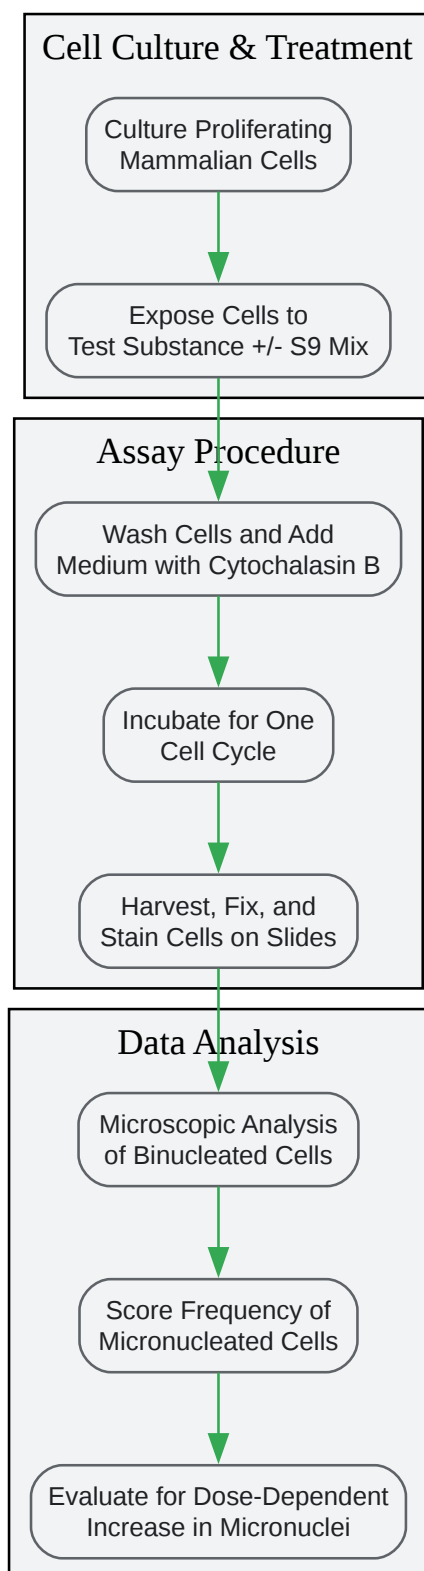 Cell Culture & Treatment
Culture Proliferating
Mammalian Cells
Expose Cells to
Test Substance +/- S9 Mix
Assay Procedure
Wash Cells and Add
Medium with Cytochalasin B
Incubate for One
Cell Cycle
Harvest, Fix, and
Stain Cells on Slides
Data Analysis
Microscopic Analysis
of Binucleated Cells
Score Frequency of
Micronucleated Cells
Evaluate for Dose-Dependent
Increase in Micronuclei